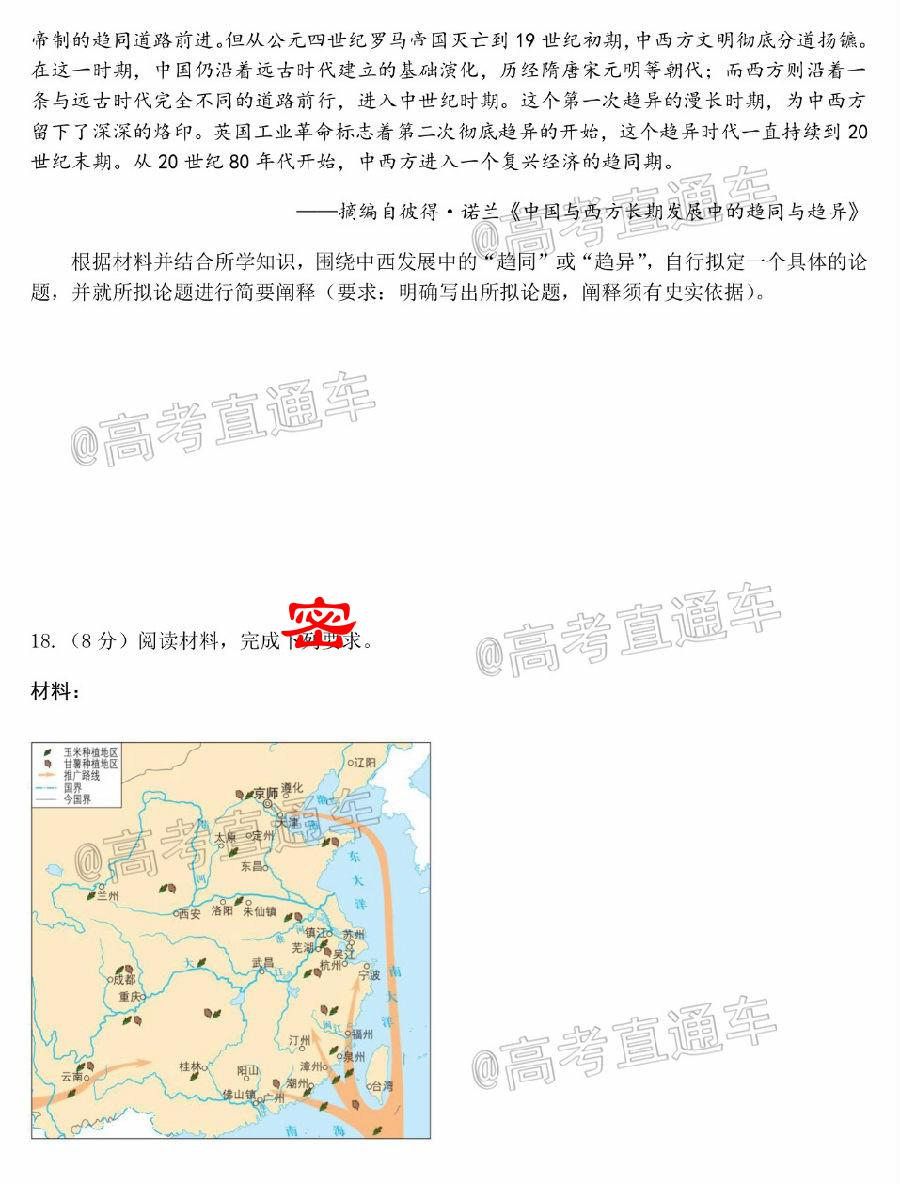 帝制的趋同道路前进。但从公元四世纪罗马帝国灭亡到 19 世纪初期，中西方文明彻底分道扬镳。
在这一时期，中国仍沿着远古时代建立的基础演化，历经隋唐宋元明等朝代；而西方则沿着一
条与远古时代完全不同的道路前行，进入中世纪时期。这个第一次趋异的漫长时期，为中西方
留下了深深的烙印。英国工业革命标志着第二次彻底趋异的开始，这个趋异时代一直持续到 20
世纪末期。从 20 世纪 80 年代开始，中西方进入一个复兴经济的趋同期。
——摘编自彼得·诺兰《中国与西方长期发展中的趋同与趋异》
@高考直通车
根据材料并结合所学知识，围绕中西发展中的“趋同”或“趋异”，自行拟定一个具体的论
题，并就所拟论题进行简要阐释（要求：明确写出所拟论题，阐释须有史实依据）。
@高考直通车
密
18.（8 分）阅读材料，完成下列要求。
@高考直通车
材料：
玉米种植地区
甘薯种植地区
推广路线
国界
今国界
辽阳
遵化
京师
天津
渤
海
黄
河
太原
定州
@高考直通车
东昌
东
大
洋
兰州
西安
洛阳
朱仙镇
淮
河
镇江
苏州
芜湖
吴江
杭州
宁波
武昌
大
江
成都
重庆
南
大
洋
闽江
福州
汀州
泉州
@高考直通车
桂林
阳山
漳州
潮州
台湾
云南
佛山镇
广州
南
海